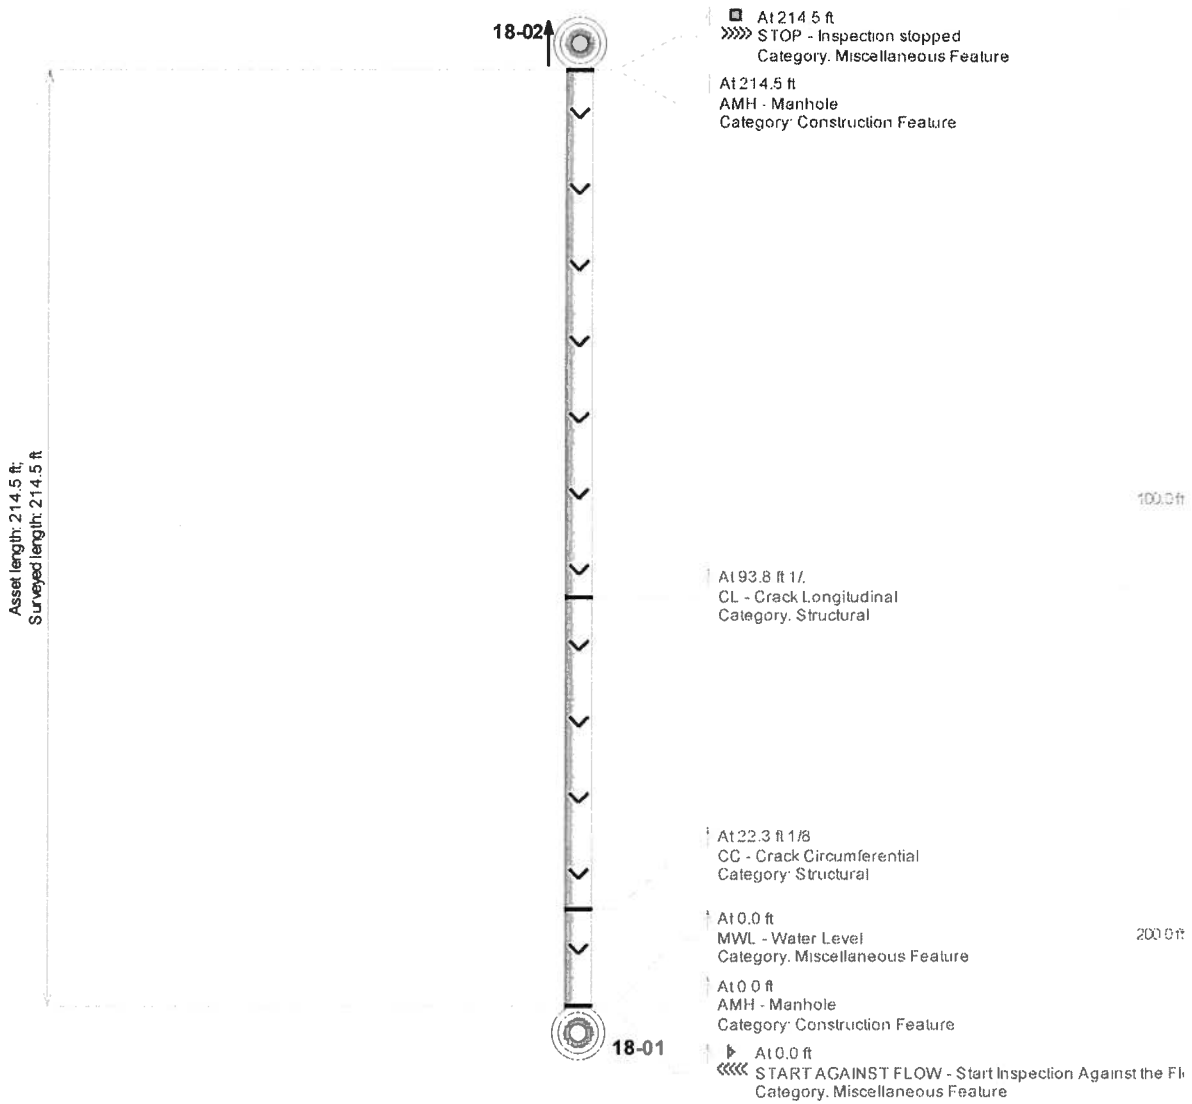 18-02
At 214 5 ft
STOP - Inspection stopped
Category. Miscellaneous Feature
At 214.5 ft
AMH - Manhole
Category: Construction Feature
Asset length: 214.5 ft;
Surveyed length: 214.5 ft
100.0 ft
At 93.8 ft 1/.
CL - Crack Longitudinal
Category. Structural
At 22.3 ft 1/8
CC - Crack Circumferential
Category: Structural
At 0.0 ft
MWL - Water Level
Category. Miscellaneous Feature
200.0 ft
At 0 0 ft
AMH - Manhole
Category: Construction Feature
18-01
At 0.0 ft
START AGAINST FLOW - Start Inspection Against the Fl
Category. Miscellaneous Feature